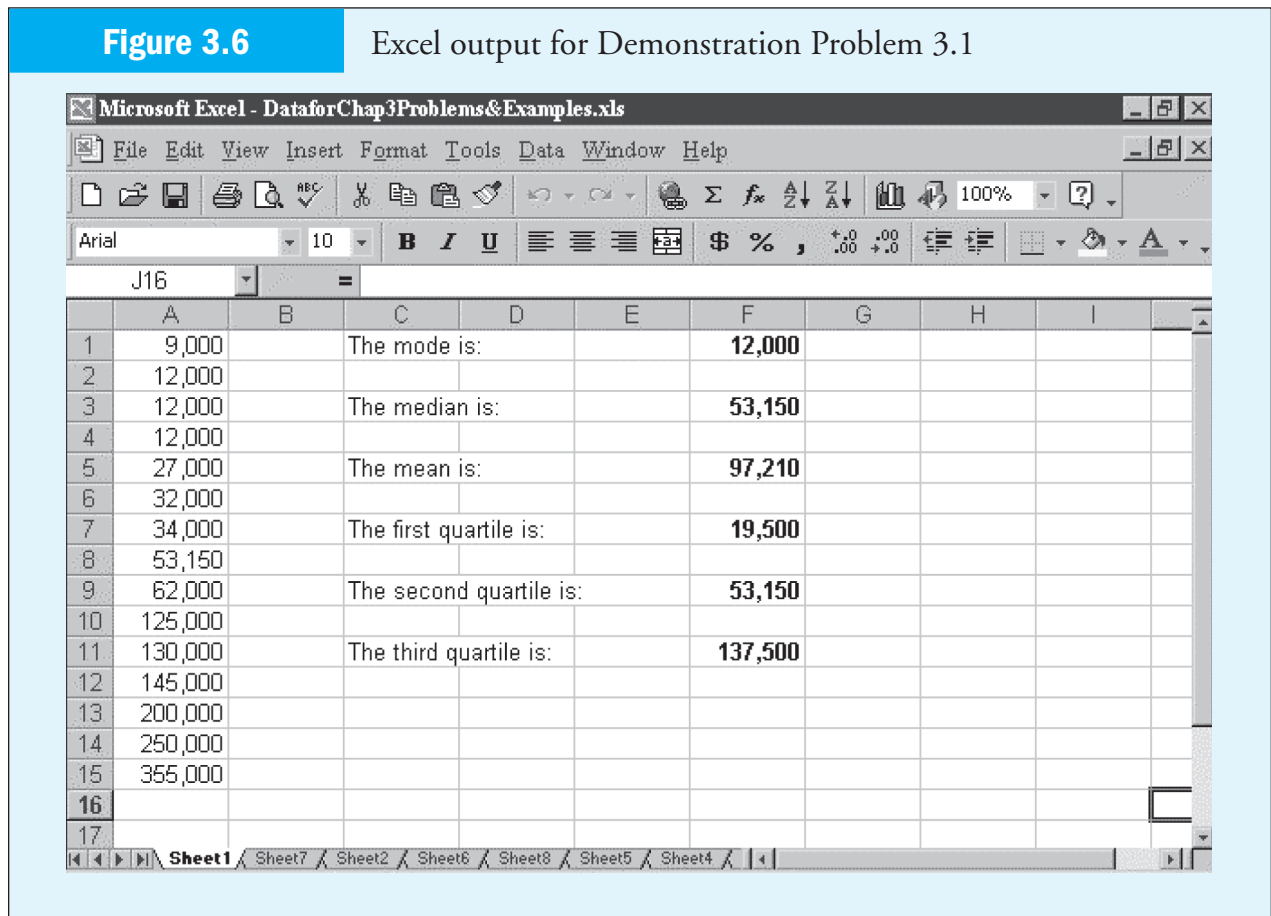 Figure 3.6 Excel output for Demonstration Problem 3.1
Microsoft Excel - DataforChap3Problems&Examples.xls
File Edit View Insert Format Tools Data Window Help
ABC Σ fx A Z Z A 100% ?
Arial 10 B I U a $ % , .0 .00 .00 .0 A
J16 =
A B C D E F G H I
1 9,000 The mode is: 12,000
2 12,000
3 12,000 The median is: 53,150
4 12,000
5 27,000 The mean is: 97,210
6 32,000
7 34,000 The first quartile is: 19,500
8 53,150
9 62,000 The second quartile is: 53,150
10 125,000
11 130,000 The third quartile is: 137,500
12 145,000
13 200,000
14 250,000
15 355,000
16
17
Sheet1 Sheet7 Sheet2 Sheet6 Sheet8 Sheet5 Sheet4